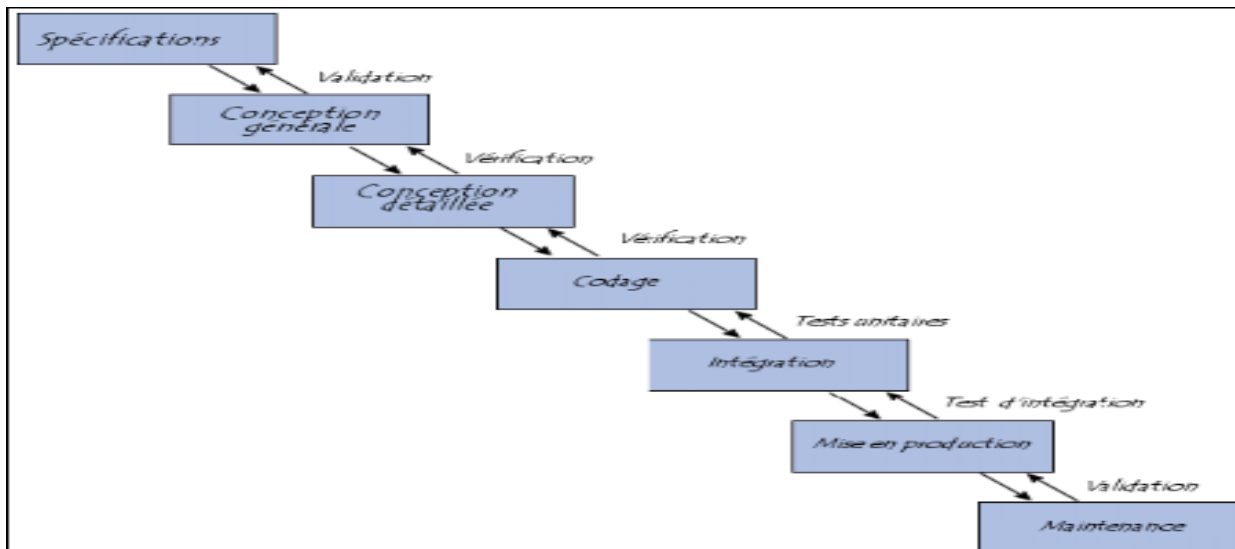 Spécifications
Validation
Conception
générale
Vérification
Conception
détaillée
Vérification
Codage
Tests unitaires
Intégration
Test d'intégration
Mise en production
Validation
Maintenance